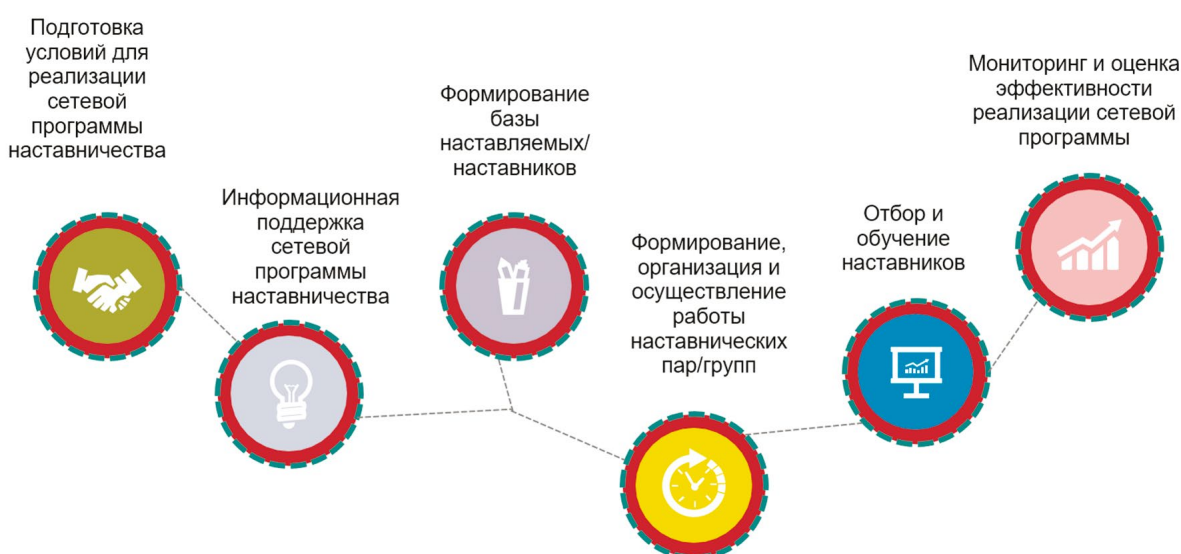 Подготовка
условий для
реализации
сетевой
программы
наставничества
Информационная
поддержка
сетевой
программы
наставничества
Формирование
базы
наставляемых/
наставников
Формирование,
организация и
осуществление
работы
наставнических
пар/групп
Отбор и
обучение
наставников
Мониторинг и оценка
эффективности
реализации сетевой
программы